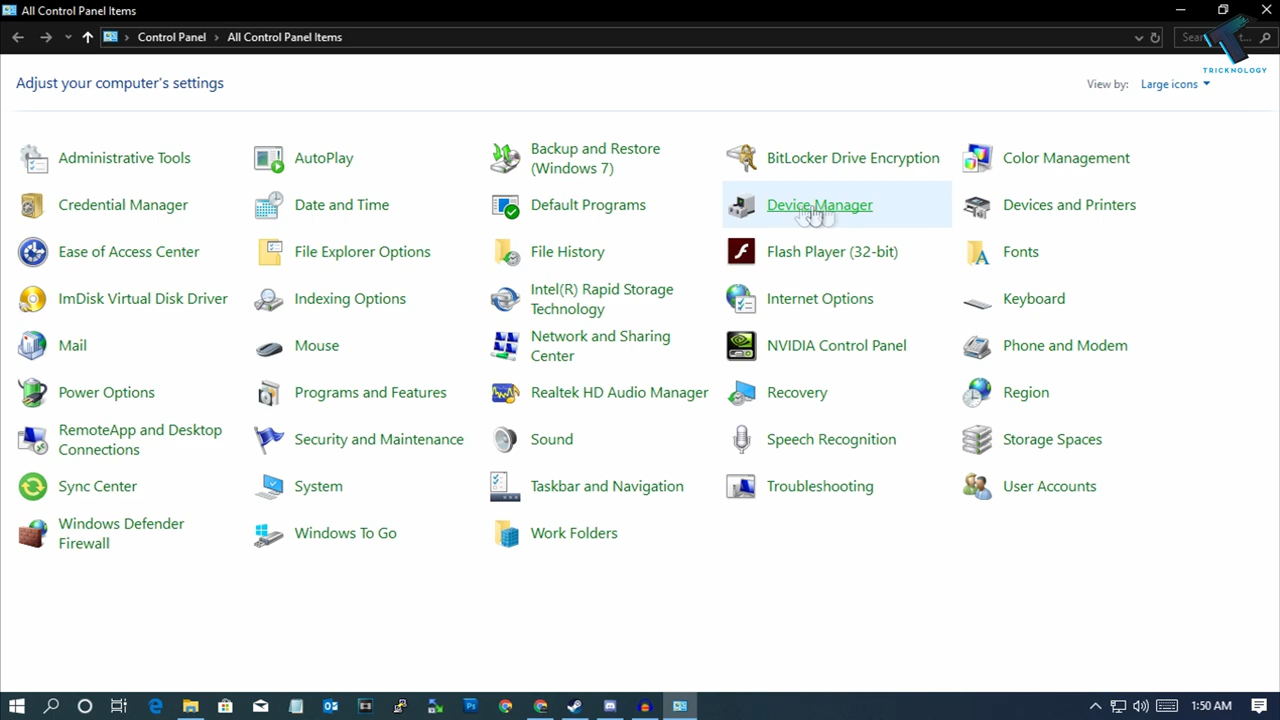 All Control Panel Items
Control Panel > All Control Panel Items
TRICKNOLOGY
Adjust your computer's settings
View by: Large icons
Administrative Tools
AutoPlay
Backup and Restore
(Windows 7)
BitLocker Drive Encryption
Color Management
Credential Manager
Date and Time
Default Programs
Device Manager
Devices and Printers
Ease of Access Center
File Explorer Options
File History
Flash Player (32-bit)
Fonts
ImDisk Virtual Disk Driver
Indexing Options
Intel(R) Rapid Storage
Technology
Internet Options
Keyboard
Mail
Mouse
Network and Sharing
Center
NVIDIA Control Panel
Phone and Modem
Power Options
Programs and Features
Realtek HD Audio Manager
Recovery
Region
RemoteApp and Desktop
Connections
Security and Maintenance
Sound
Speech Recognition
Storage Spaces
Sync Center
System
Taskbar and Navigation
Troubleshooting
User Accounts
Windows Defender
Firewall
Windows To Go
Work Folders
1:50 AM